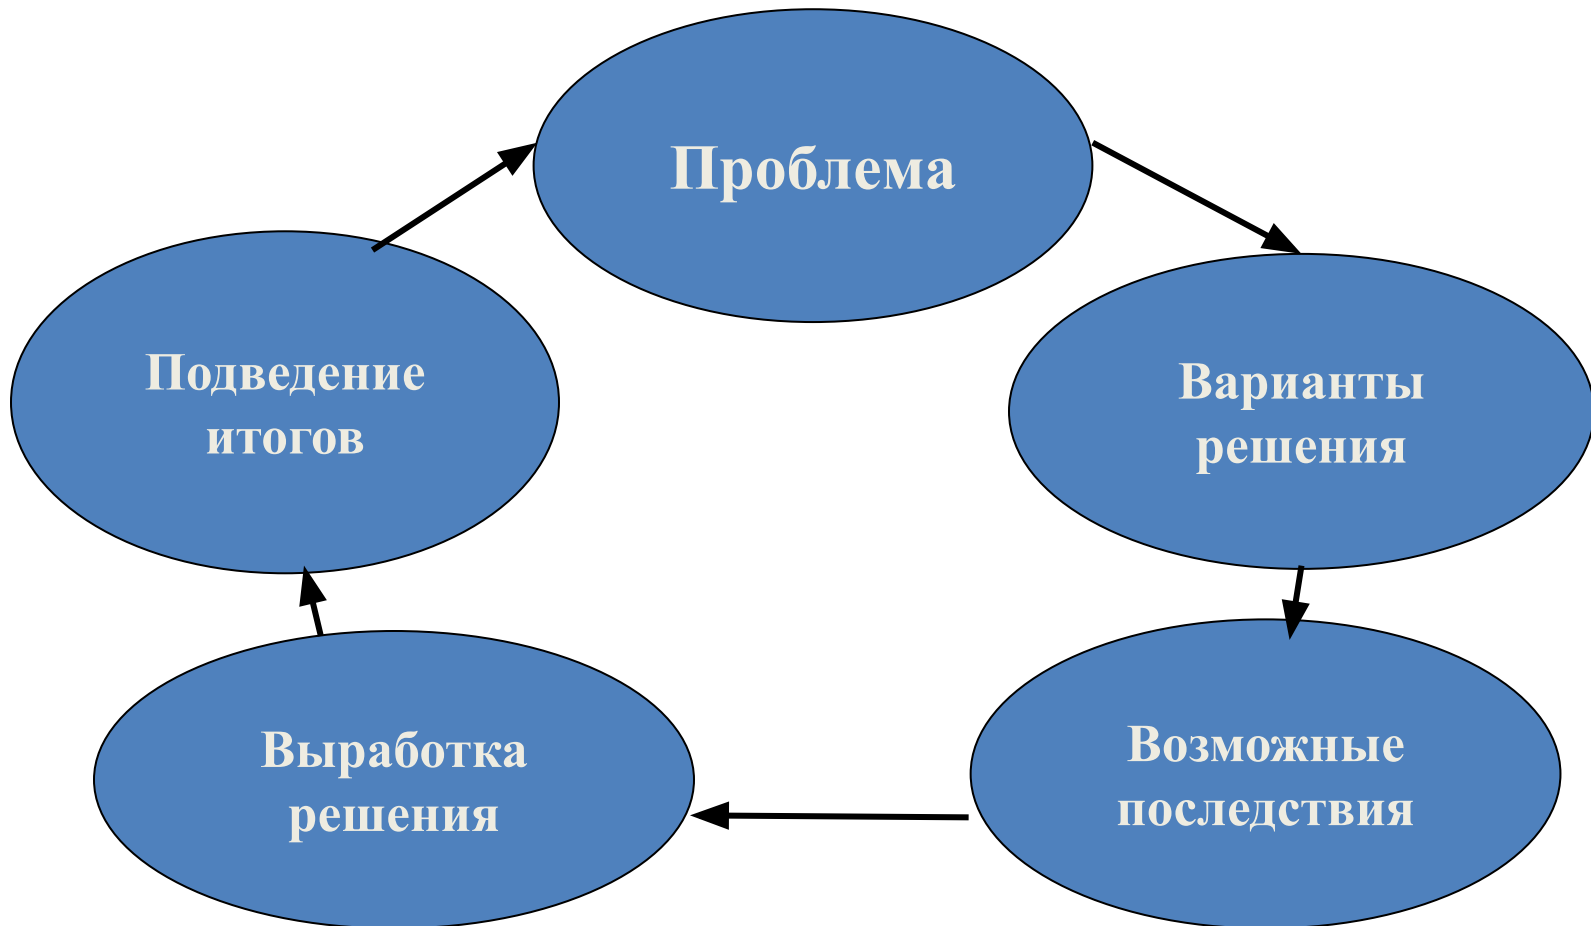 Проблема
Варианты
решения
Возможные
последствия
Выработка
решения
Подведение
итогов